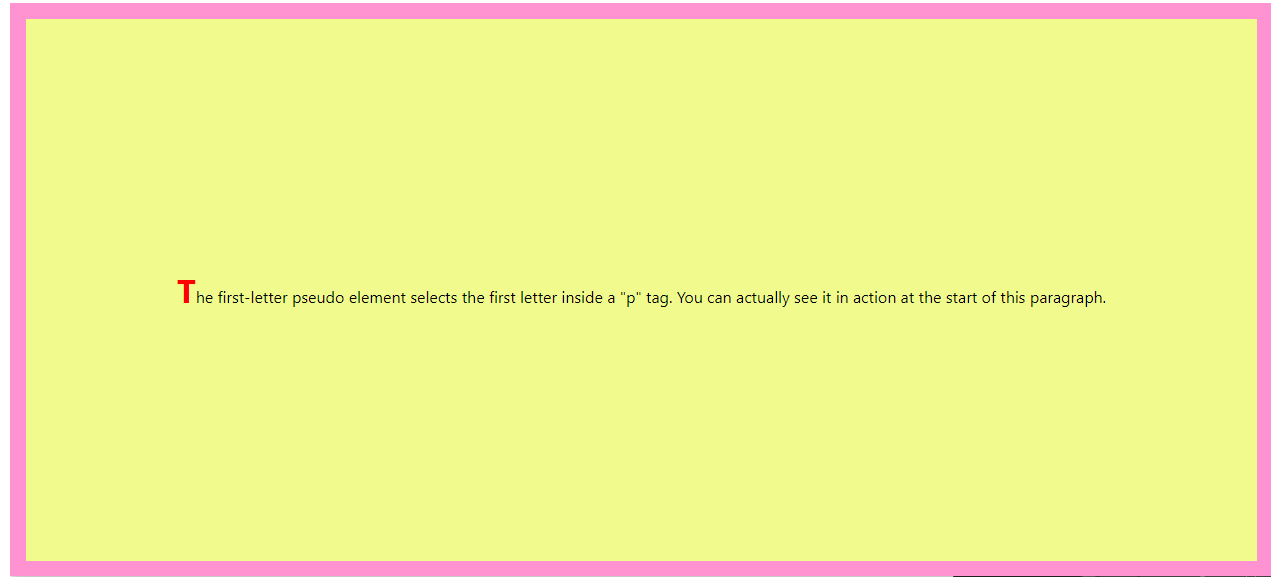 The first-letter pseudo element selects the first letter inside a "p" tag. You can actually see it in action at the start of this paragraph.